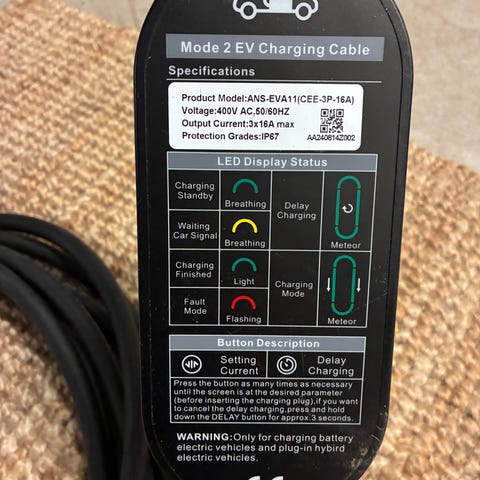 Mode 2 EV Charging Cable
Specifications
Product Model:ANS-EVA11(CEE-3P-16A)
Voltage:400V AC,50/60HZ
Output Current:3x16A max
Protection Grades:IP67
AA240614Z002
LED Display Status
Charging Standby
Breathing
Delay Charging
Meteor
Waiting Car Signal
Breathing
Charging Finished
Light
Charging Mode
Meteor
Fault Mode
Flashing
Button Description
Setting Current
Delay Charging
Press the button as many times as necessary
until the screen is at the desired parameter
(before inserting the charging plug),if you want
to cancel the delay charging,press and hold
down the DELAY button for approx.3 seconds.
WARNING:Only for charging battery
electric vehicles and plug-in hybird
electric vehicles.